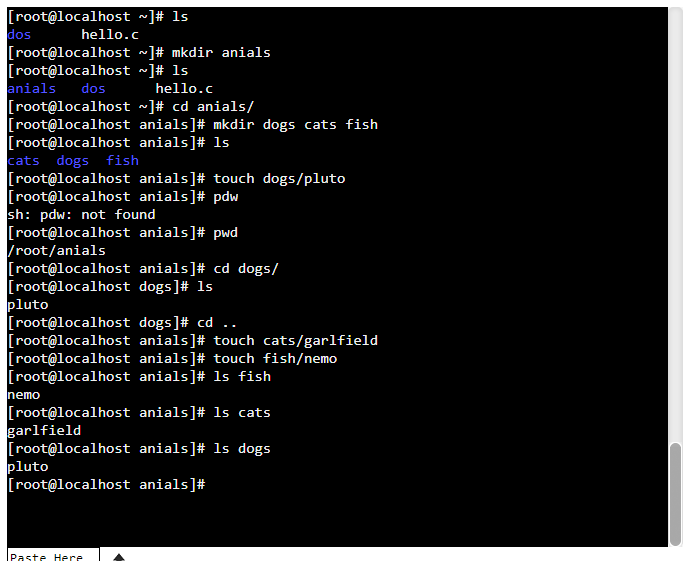 [root@localhost ~]# ls
dos      hello.c
[root@localhost ~]# mkdir anials
[root@localhost ~]# ls
anials   dos      hello.c
[root@localhost ~]# cd anials/
[root@localhost anials]# mkdir dogs cats fish
[root@localhost anials]# ls
cats  dogs  fish
[root@localhost anials]# touch dogs/pluto
[root@localhost anials]# pdw
sh: pdw: not found
[root@localhost anials]# pwd
/root/anials
[root@localhost anials]# cd dogs/
[root@localhost dogs]# ls
pluto
[root@localhost dogs]# cd ..
[root@localhost anials]# touch cats/garlfield
[root@localhost anials]# touch fish/nemo
[root@localhost anials]# ls fish
nemo
[root@localhost anials]# ls cats
garlfield
[root@localhost anials]# ls dogs
pluto
[root@localhost anials]#
Paste Here